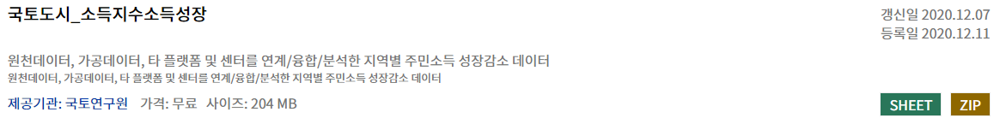 국토도시_소득지수소득성장
갱신일 2020.12.07
등록일 2020.12.11
원천데이터, 가공데이터, 타 플랫폼 및 센터를 연계/융합/분석한 지역별 주민소득 성장감소 데이터
원천데이터, 가공데이터, 타 플랫폼 및 센터를 연계/융합/분석한 지역별 주민소득 성장감소 데이터
제공기관: 국토연구원 가격: 무료 사이즈: 204 MB
SHEET ZIP